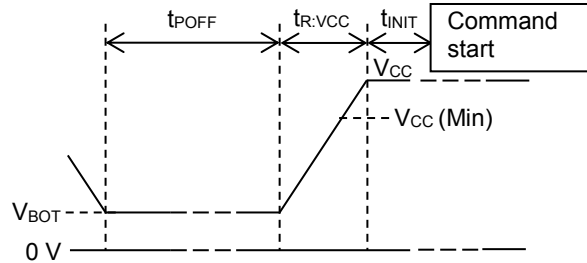 tPOFF
tR:VCC
tINIT
Command
start
VCC
VCC (Min)
VBOT
0 V